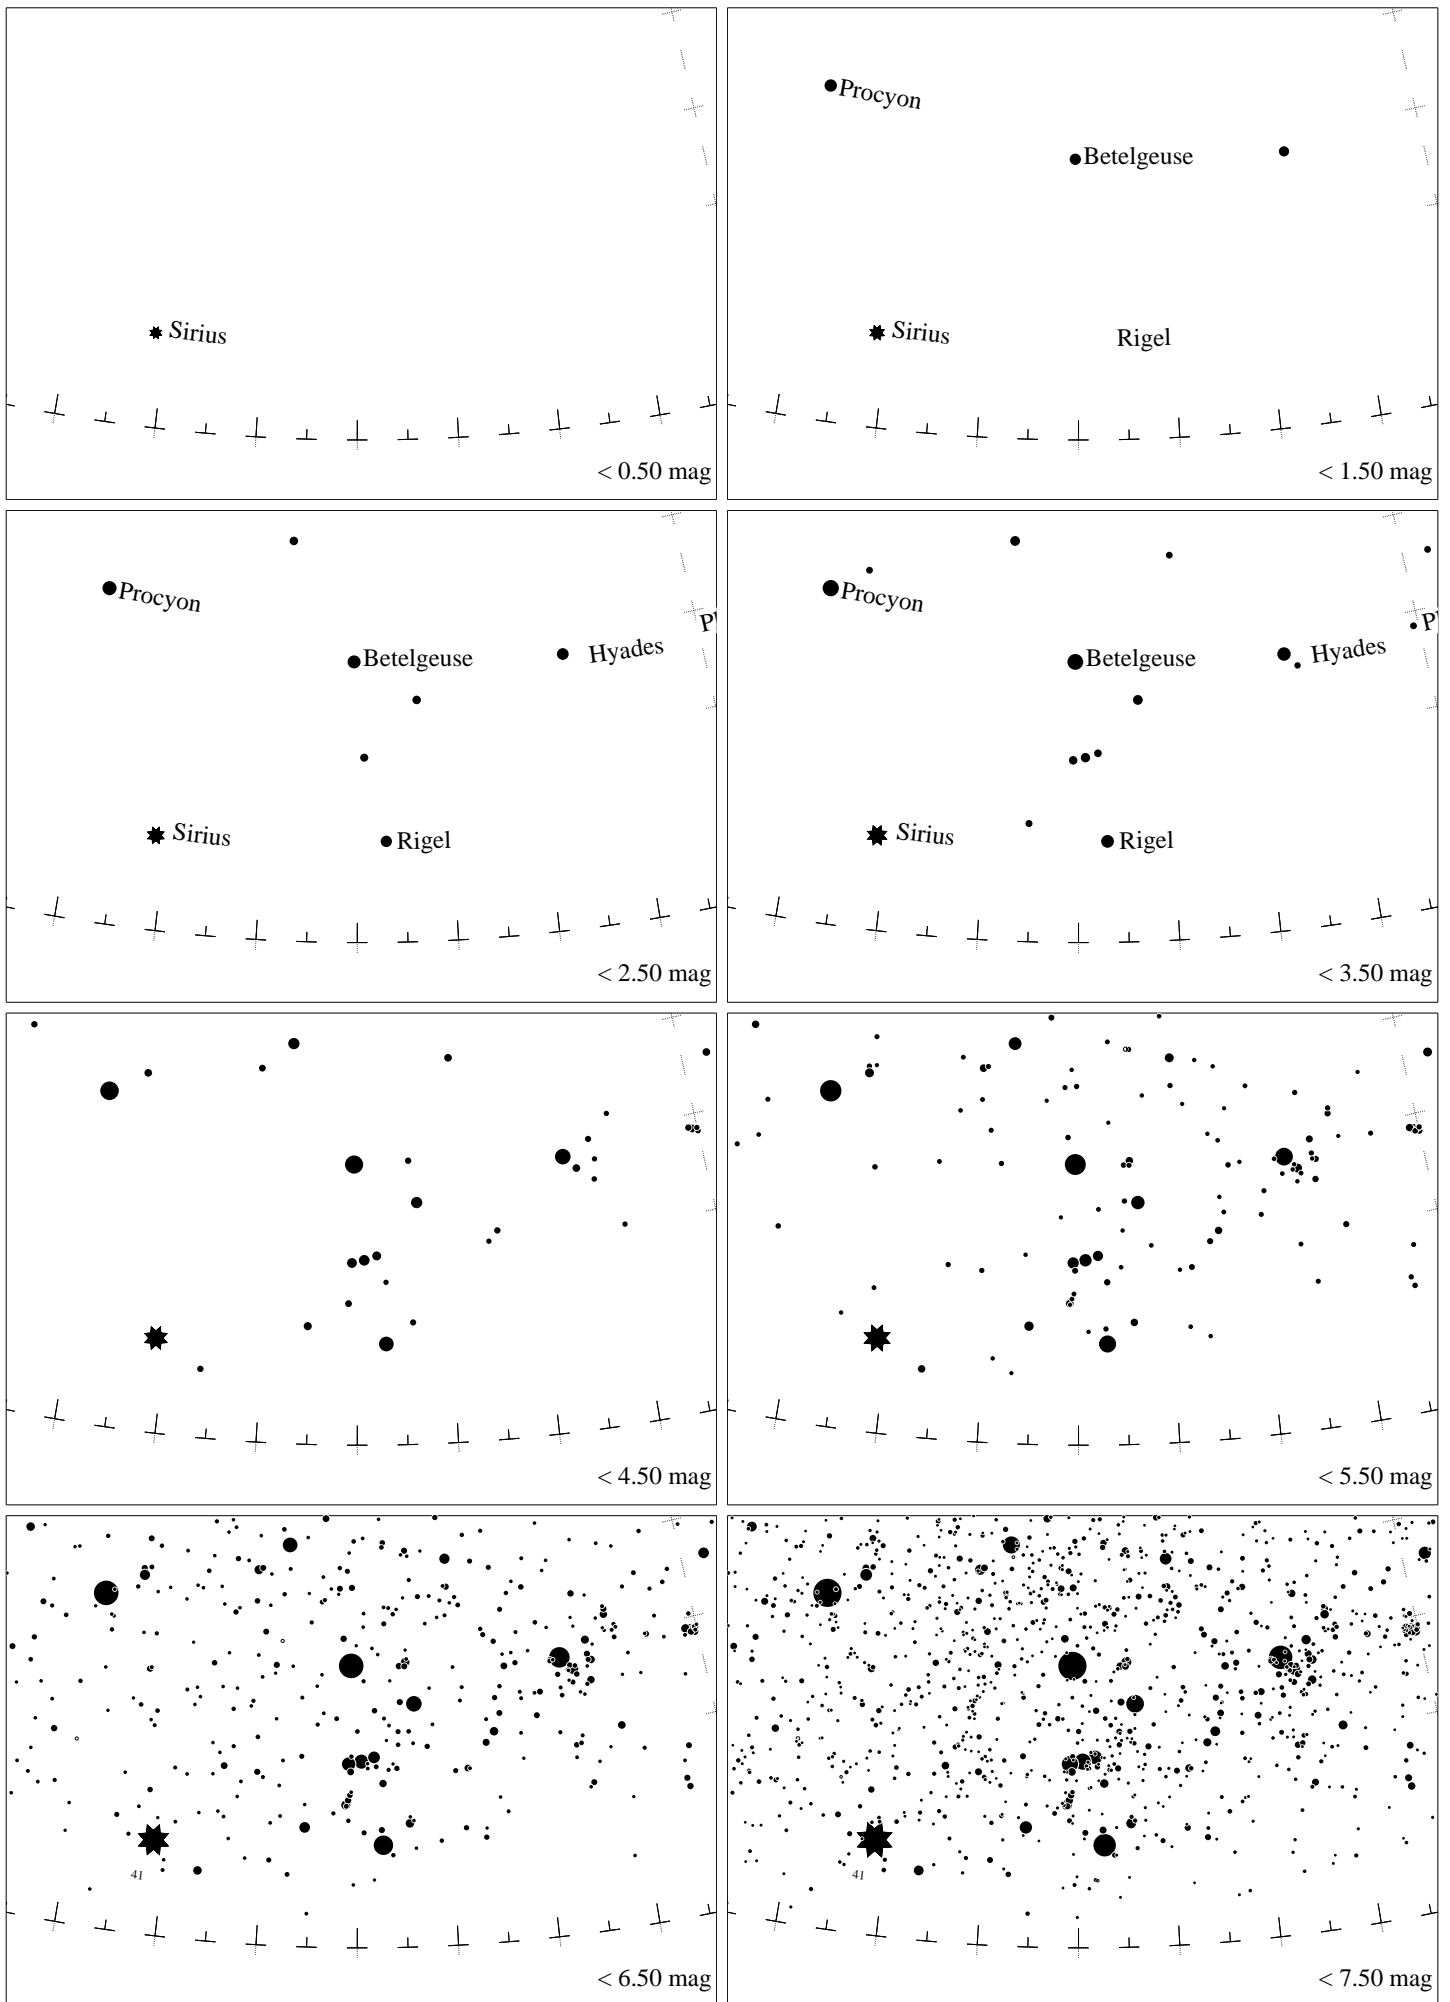 Sirius
< 0.50 mag
Procyon
Betelgeuse
Sirius
Rigel
< 1.50 mag
Procyon
Pl
Hyades
Betelgeuse
Sirius
Rigel
< 2.50 mag
Procyon
Pl
Hyades
Betelgeuse
Sirius
Rigel
< 3.50 mag
< 4.50 mag
< 5.50 mag
41
< 6.50 mag
41
< 7.50 mag